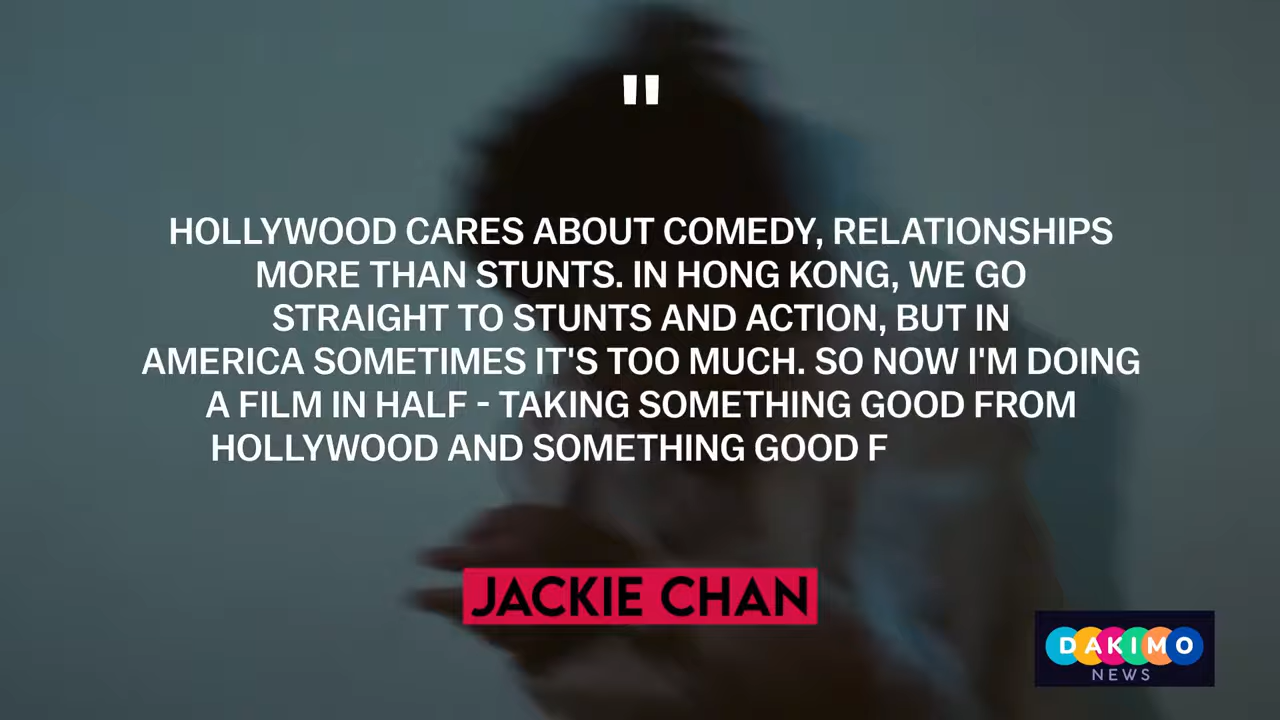 "
HOLLYWOOD CARES ABOUT COMEDY, RELATIONSHIPS
MORE THAN STUNTS. IN HONG KONG, WE GO
STRAIGHT TO STUNTS AND ACTION, BUT IN
AMERICA SOMETIMES IT'S TOO MUCH. SO NOW I'M DOING
A FILM IN HALF - TAKING SOMETHING GOOD FROM
HOLLYWOOD AND SOMETHING GOOD F
JACKIE CHAN
DAKIMO
NEWS